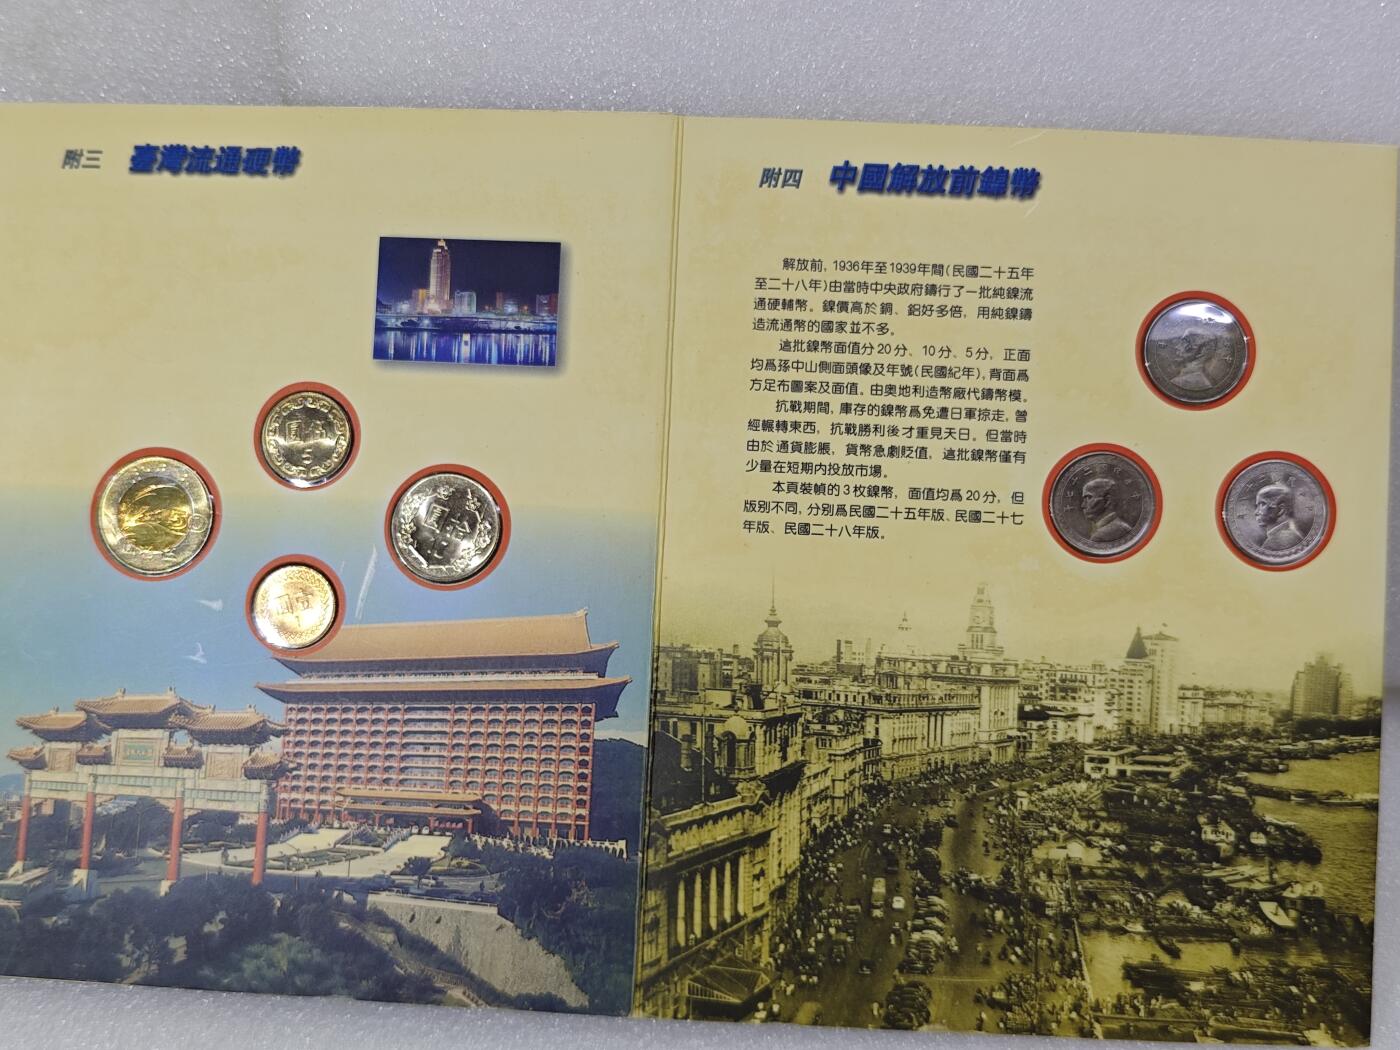 附三 臺灣流通硬幣
伍圓
5
拾圓
壹圓
1
附四 中國解放前鎳幣
解放前，1936年至1939年間(民國二十五年
至二十八年)由當時中央政府鑄行了一批純鎳流
通硬輔幣。鎳價高於銅、鋁好多倍，用純鎳鑄
造流通幣的國家並不多。
這批鎳幣面值分20分、10分、5分，正面
均爲孫中山側面頭像及年號(民國紀年)，背面爲
方足布圖案及面值。由奧地利造幣廠代鑄幣模。
抗戰期間，庫存的鎳幣爲免遭日軍掠走，曾
經輾轉東西，抗戰勝利後才重見天日。但當時
由於通貨膨脹，貨幣急劇貶值，這批鎳幣僅有
少量在短期内投放市場。
本頁裝幀的3枚鎳幣，面值均爲20分，但
版别不同，分别爲民國二十五年版、民國二十七
年版、民國二十八年版。